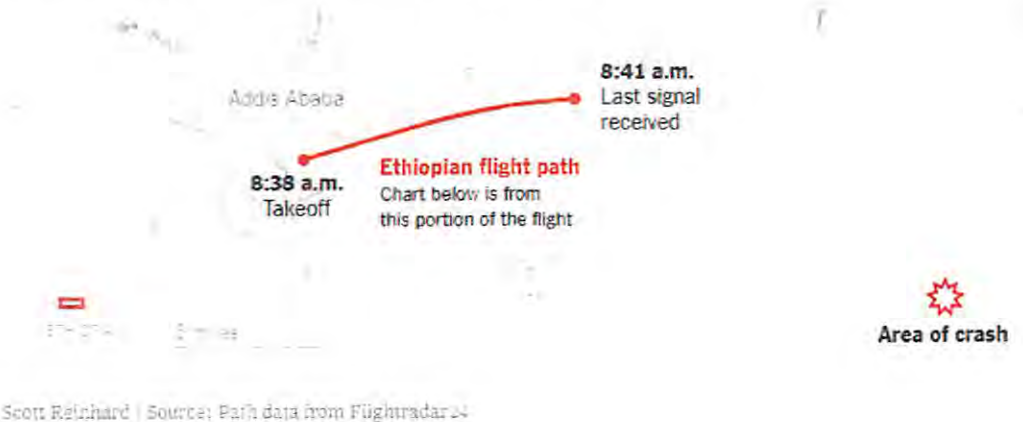 8:41 a.m.
Last signal
received
Addis Ababa
Ethiopian flight path
Chart below is from
this portion of the flight
8:38 a.m.
Takeoff
Area of crash
Scott Reinhard | Source: Path data from Flightradar24